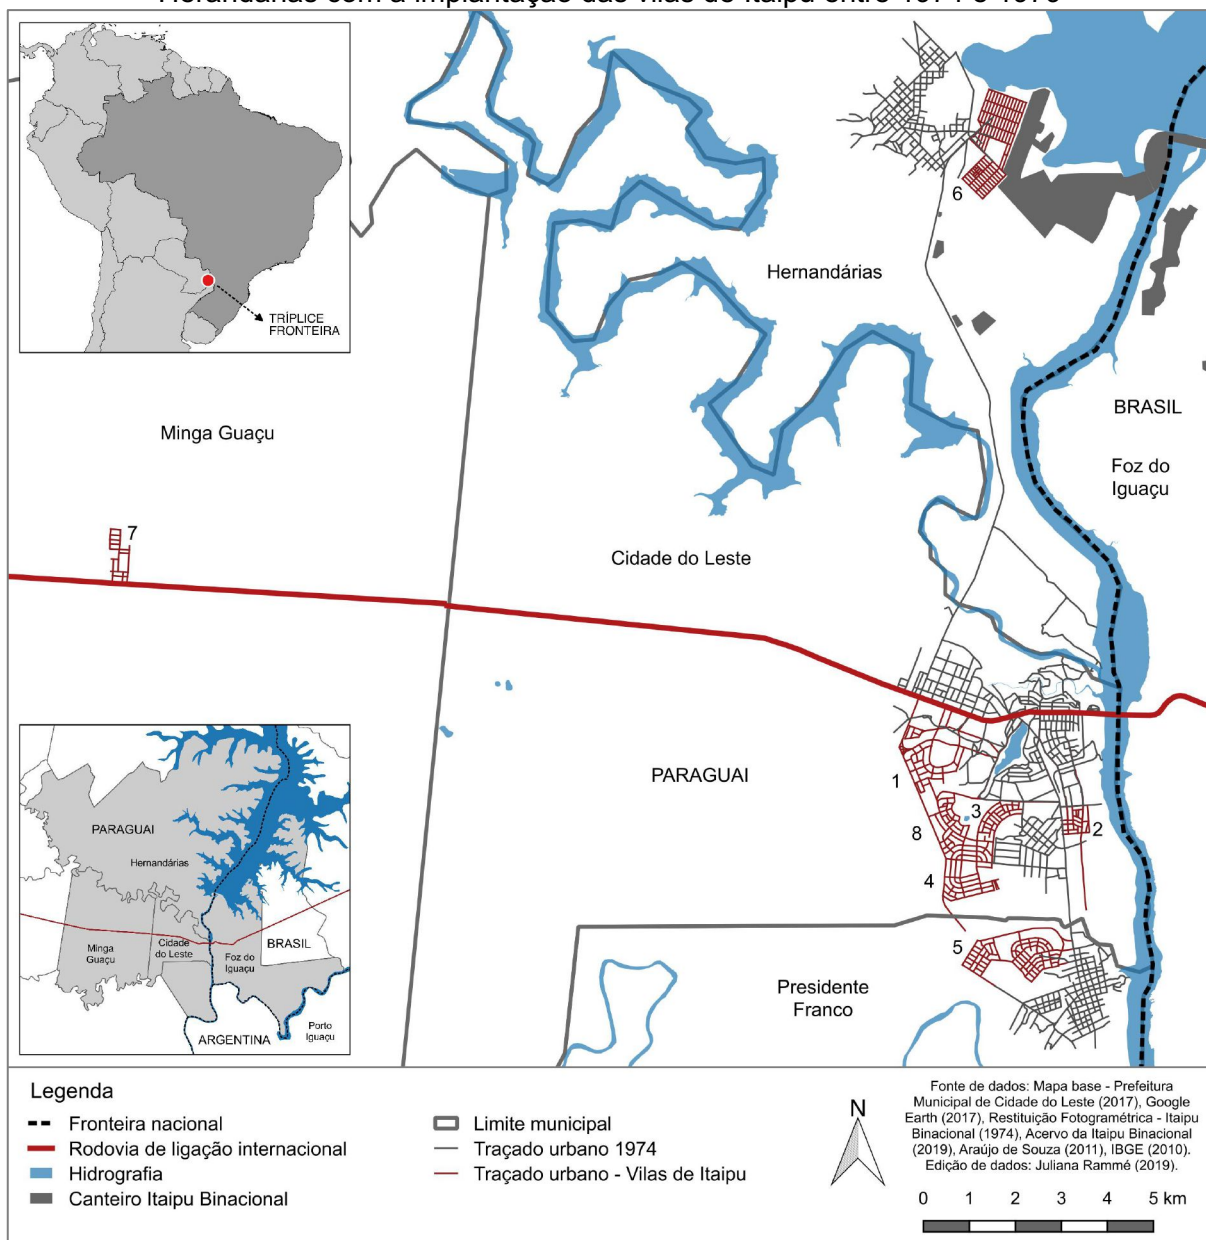 Herandárias com a implantação das vilas de Itaipu entre 1974 e 1979
TRÍPLICE
FRONTEIRA
6
Hernandárias
BRASIL
Foz do
Iguaçu
Minga Guaçu
7
Cidade do Leste
PARAGUAI
1
3
8
2
4
5
Presidente
Franco
PARAGUAI
Hernandárias
BRASIL
Minga
Guaçu
Cidade
do Leste
Foz do
Iguaçu
ARGENTINA
Porto
Iguaçu
Legenda
Fronteira nacional
Rodovia de ligação internacional
Hidrografia
Canteiro Itaipu Binacional
Limite municipal
Traçado urbano 1974
Traçado urbano - Vilas de Itaipu
N
Fonte de dados: Mapa base - Prefeitura
Municipal de Cidade do Leste (2017), Google
Earth (2017), Restituição Fotogramétrica - Itaipu
Binacional (1974), Acervo da Itaipu Binacional
(2019), Araújo de Souza (2011), IBGE (2010).
Edição de dados: Juliana Rammé (2019).
0 1 2 3 4 5 km